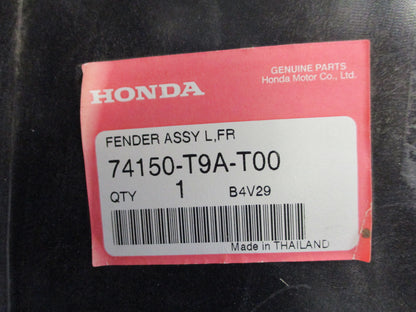 GENUINE PARTS
Honda Motor Co., Ltd.
HONDA
FENDER ASSY L,FR
74150-T9A-T00
QTY 1 B4V29
Made in THAILAND